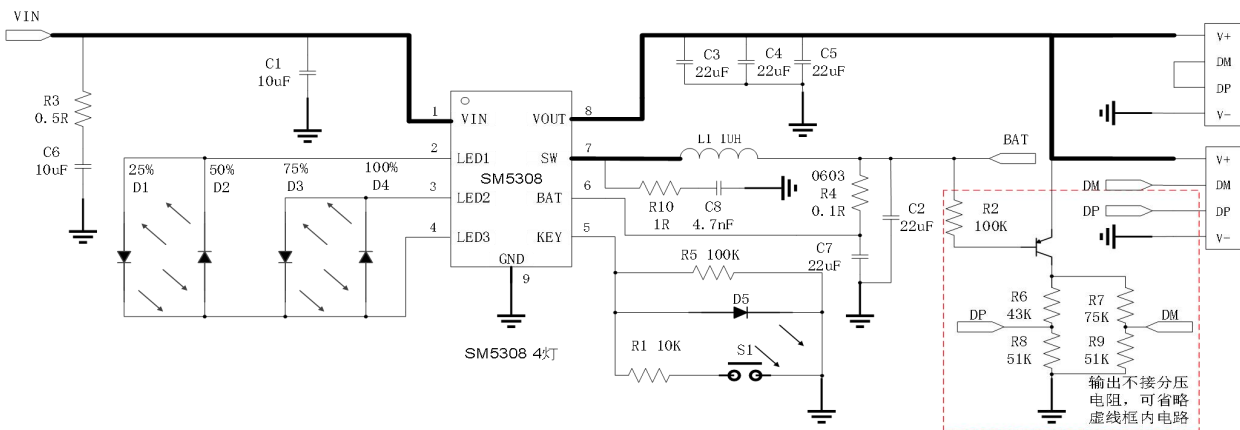 VIN
C1
10uF
R3
0.5R
C6
10uF
1
VIN
2
LED1
3
LED2
4
LED3
SM5308
GND
9
VOUT
8
SW
7
BAT
6
KEY
5
C3
22uF
C4
22uF
C5
22uF
L1 1UH
BAT
R10
1R
C8
4.7nF
0603
R4
0.1R
C2
22uF
C7
22uF
25%
D1
50%
D2
75%
D3
100%
D4
R5 100K
D5
R1 10K
S1
SM5308 4灯
V+
DM
DP
V-
V+
DM
DP
V-
DM
DP
R2
100K
R6
43K
R7
75K
DP
DM
R8
51K
R9
51K
输出不接分压
电阻，可省略
虚线框内电路